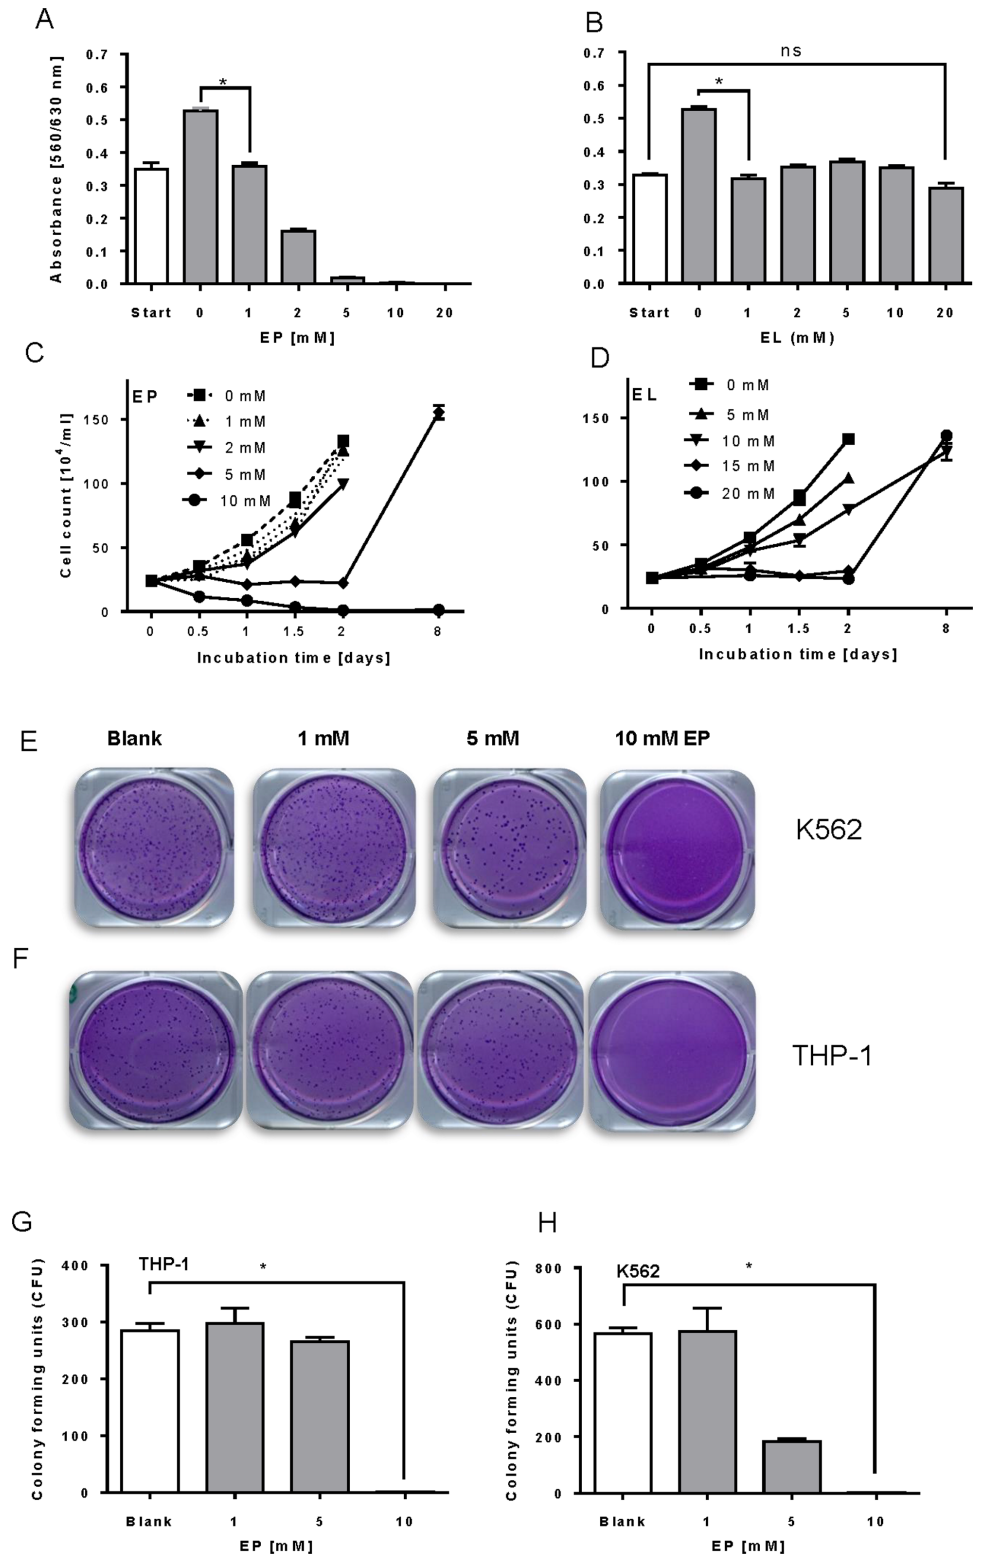 A
B
Absorbance [560/630 nm]
0.7
0.6
0.5
0.4
0.3
0.2
0.1
0.0
*
Start 0 1 2 5 10 20
EP [mM]
0.7
0.6
0.5
0.4
0.3
0.2
0.1
0.0
ns
*
Start 0 1 2 5 10 20
EL (mM)
C
D
Cell count [10⁴/ml]
150
100
50
0
EP
0 mM
1 mM
2 mM
5 mM
10 mM
0 0.5 1 1.5 2 8
Incubation time [days]
150
100
50
0
EL
0 mM
5 mM
10 mM
15 mM
20 mM
0 0.5 1 1.5 2 8
Incubation time [days]
E
Blank 1 mM 5 mM 10 mM EP
K562
F
THP-1
G
H
Colony forming units (CFU)
400
300
200
100
0
THP-1
*
Blank 1 5 10
EP [mM]
Colony forming units (CFU)
800
600
400
200
0
K562
*
Blank 1 5 10
EP [mM]